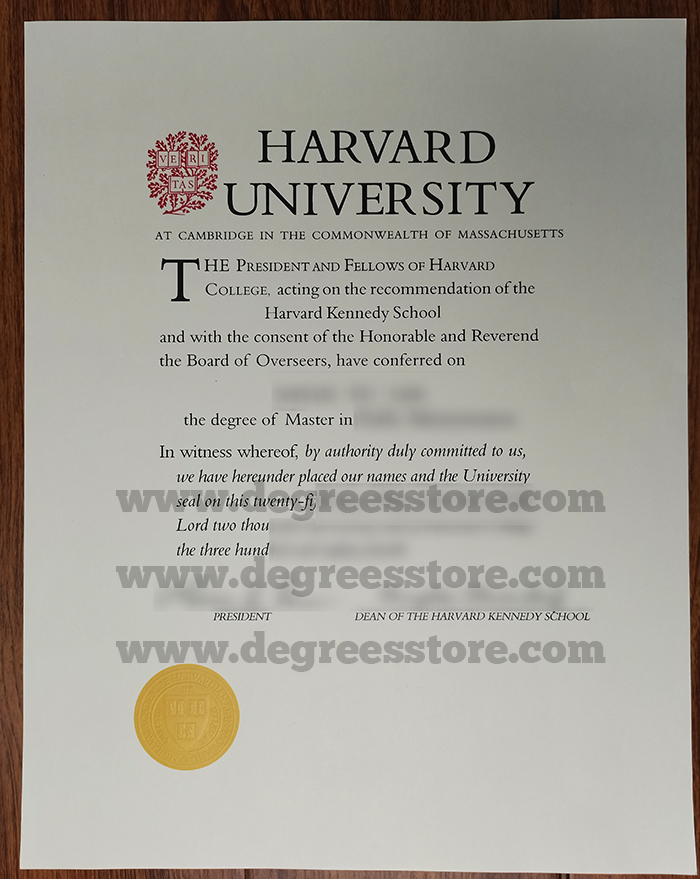 HARVARD
VE RI
TAS
UNIVERSITY
AT CAMBRIDGE IN THE COMMONWEALTH OF MASSACHUSETTS
THE PRESIDENT AND FELLOWS OF HARVARD
COLLEGE, acting on the recommendation of the
Harvard Kennedy School
and with the consent of the Honorable and Reverend
the Board of Overseers, have conferred on
the degree of Master in
In witness whereof, by authority duly committed to us,
we have hereunder placed our names and the University
www.degreesstore.com
seal on this twenty-fi
Lord two thou
the three hund
www.degreesstore.com
PRESIDENT DEAN OF THE HARVARD KENNEDY SCHOOL
www.degreesstore.com